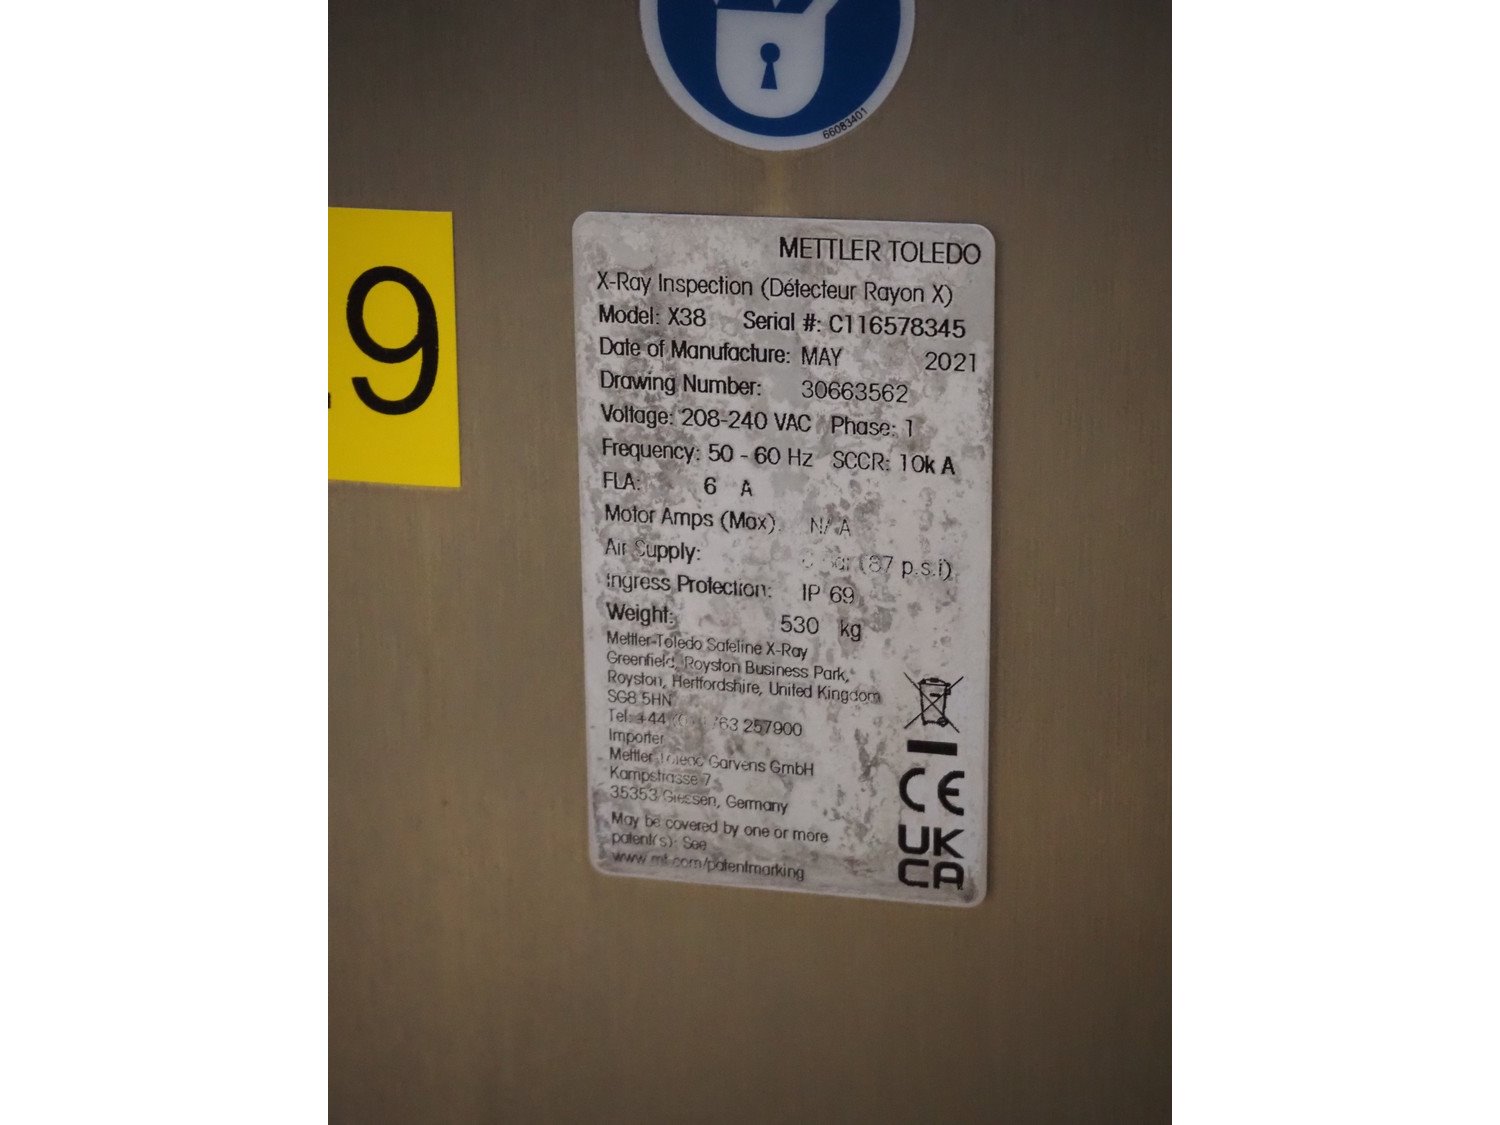 66083401
.9
METTLER TOLEDO
X-Ray Inspection (Détecteur Rayon X)
Model: X38 Serial #: C116578345
Date of Manufacture: MAY 2021
Drawing Number: 30663562
Voltage: 208-240 VAC Phase: 1
Frequency: 50 - 60 Hz SCCR: 10k A
FLA: 6 A
Motor Amps (Max) N/A
Air Supply: (87 p.s.i)
Ingress Protection: IP 69
Weight: 530 kg
Mettler-Toledo Safeline X-Ray
Greenfield, Royston Business Park,
Royston, Hertfordshire, United Kingdom
SG8 5HN
Tel: +44 257900
Importer
Mettler-Toledo Garvens GmbH
Kampstrasse 7
35353 Giessen, Germany
May be covered by one or more
patent(s): See
www.mt.com/patentmarking
CE
UK
CA